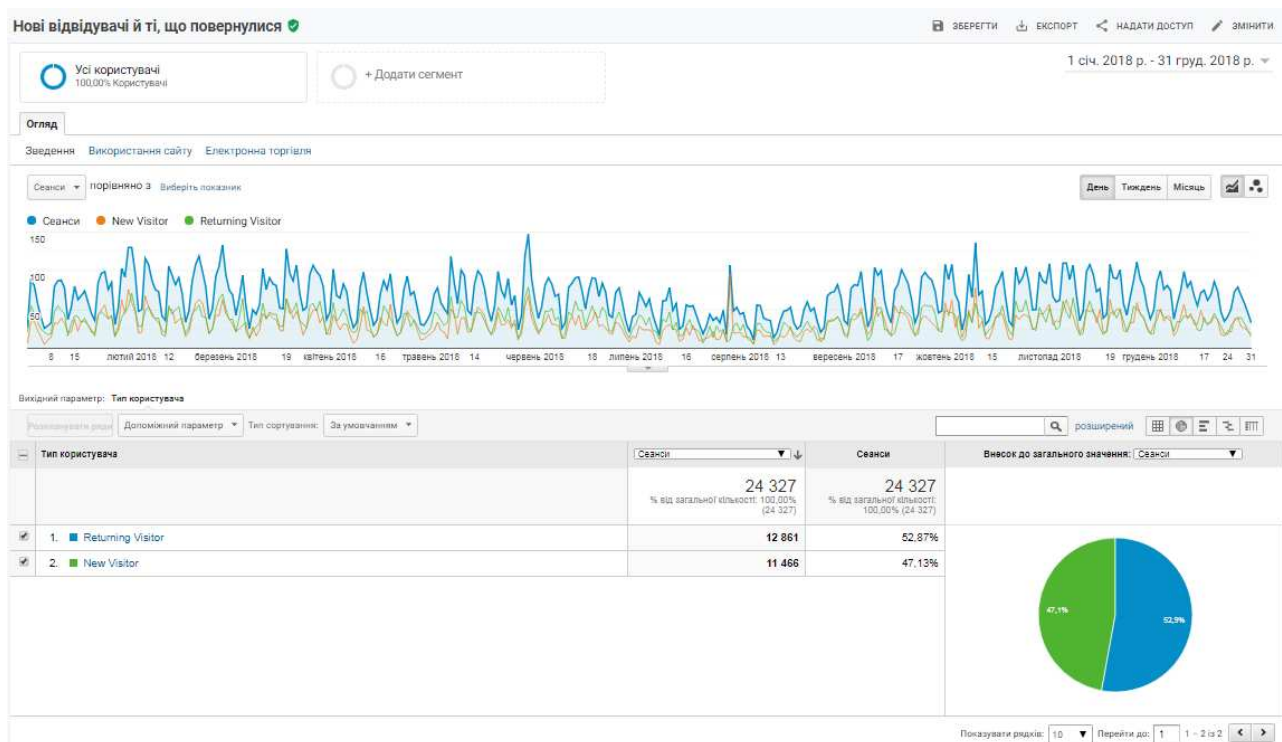 Нові відвідувачі й ті, що повернулися
ЗБЕРЕГТИ ЕКСПОРТ НАДАТИ ДОСТУП ЗМІНИТИ
Усі користувачі
100,00% Користувачі
+ Додати сегмент
1 січ. 2018 р. - 31 груд. 2018 р.
Огляд
Зведення Використання сайту Електронна торгівля
Сеанси порівняно з Виберіть показник
День Тиждень Місяць
Сеанси New Visitor Returning Visitor
150
100
50
8 15 лютий 2018 12 березень 2018 19 квітень 2018 16 травень 2018 14 червень 2018 18 липень 2018 16 серпень 2018 13 вересень 2018 17 жовтень 2018 15 листопад 2018 19 грудень 2018 17 24 31
Вихідний параметр: Тип користувача
Допоміжний параметр Тип сортування: За умовчанням
розширений
Тип користувача Сеанси Сеанси Внесок до загального значення: Сеанси
24 327 24 327
% від загальної кількості: 100,00% (24 327)
% від загальної кількості: 100,00% (24 327)
1. Returning Visitor 12 861 52,87%
2. New Visitor 11 466 47,13%
47,1%
52,9%
Показувати рядків: 10 Перейти до: 1 1 - 2 із 2